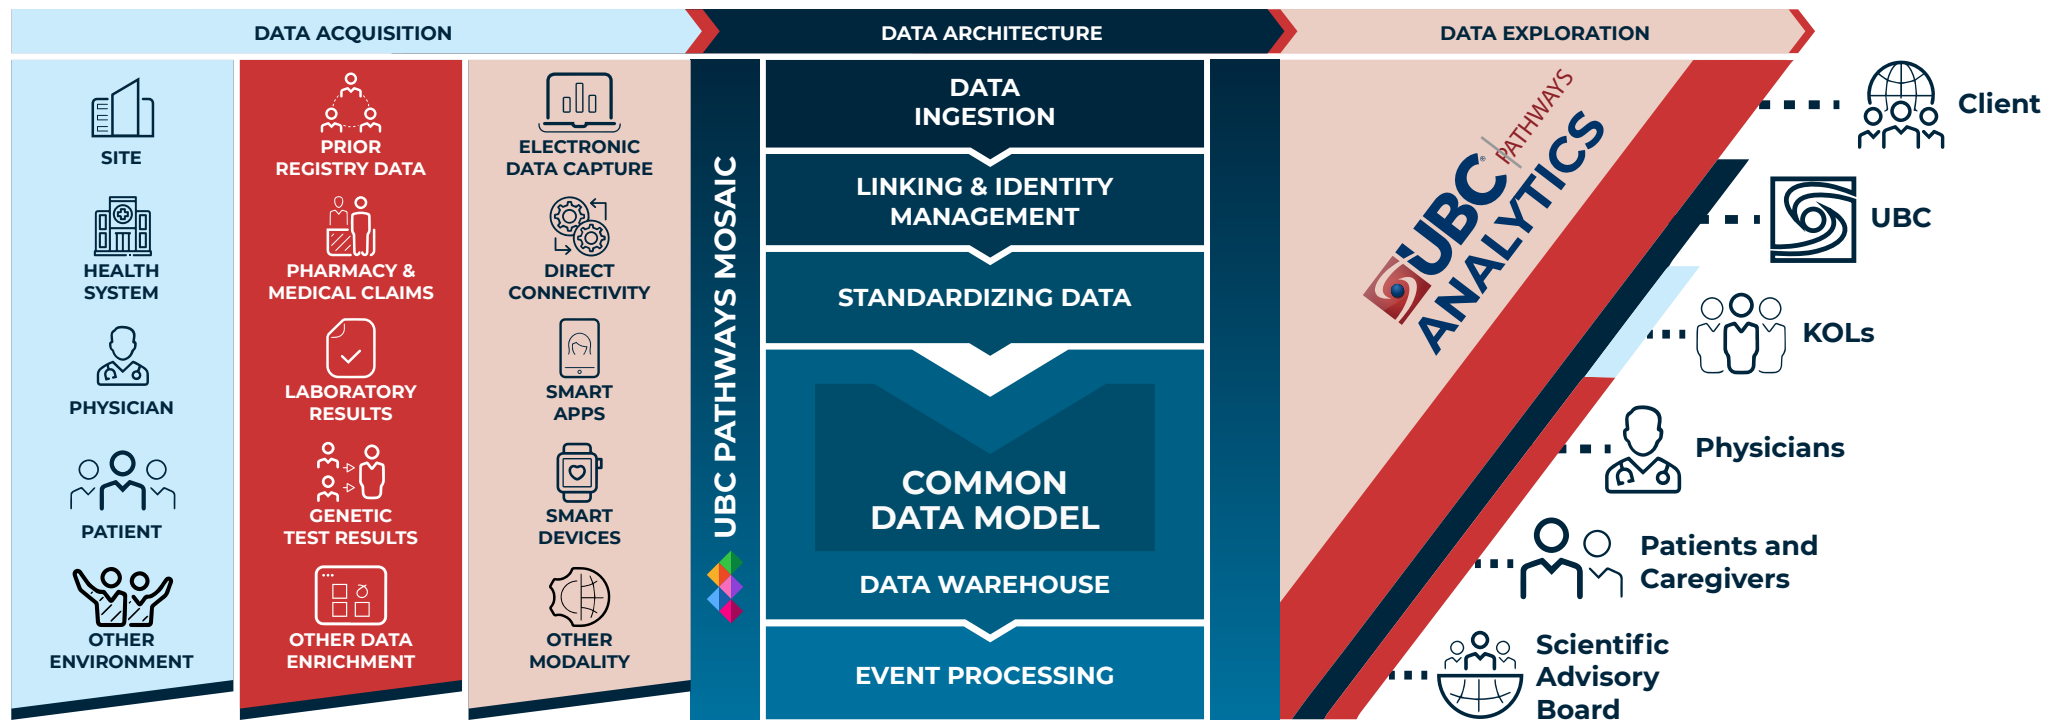 DATA ACQUISITION
DATA ARCHITECTURE
DATA EXPLORATION
SITE
HEALTH
SYSTEM
PHYSICIAN
PATIENT
OTHER
ENVIRONMENT
PRIOR
REGISTRY DATA
PHARMACY &
MEDICAL CLAIMS
LABORATORY
RESULTS
GENETIC
TEST RESULTS
OTHER DATA
ENRICHMENT
ELECTRONIC
DATA CAPTURE
DIRECT
CONNECTIVITY
SMART
APPS
SMART
DEVICES
OTHER
MODALITY
UBC PATHWAYS MOSAIC
DATA
INGESTION
LINKING & IDENTITY
MANAGEMENT
STANDARDIZING DATA
COMMON
DATA MODEL
DATA WAREHOUSE
EVENT PROCESSING
UBC® PATHWAYS
ANALYTICS
Client
UBC
KOLs
Physicians
Patients and
Caregivers
Scientific
Advisory
Board